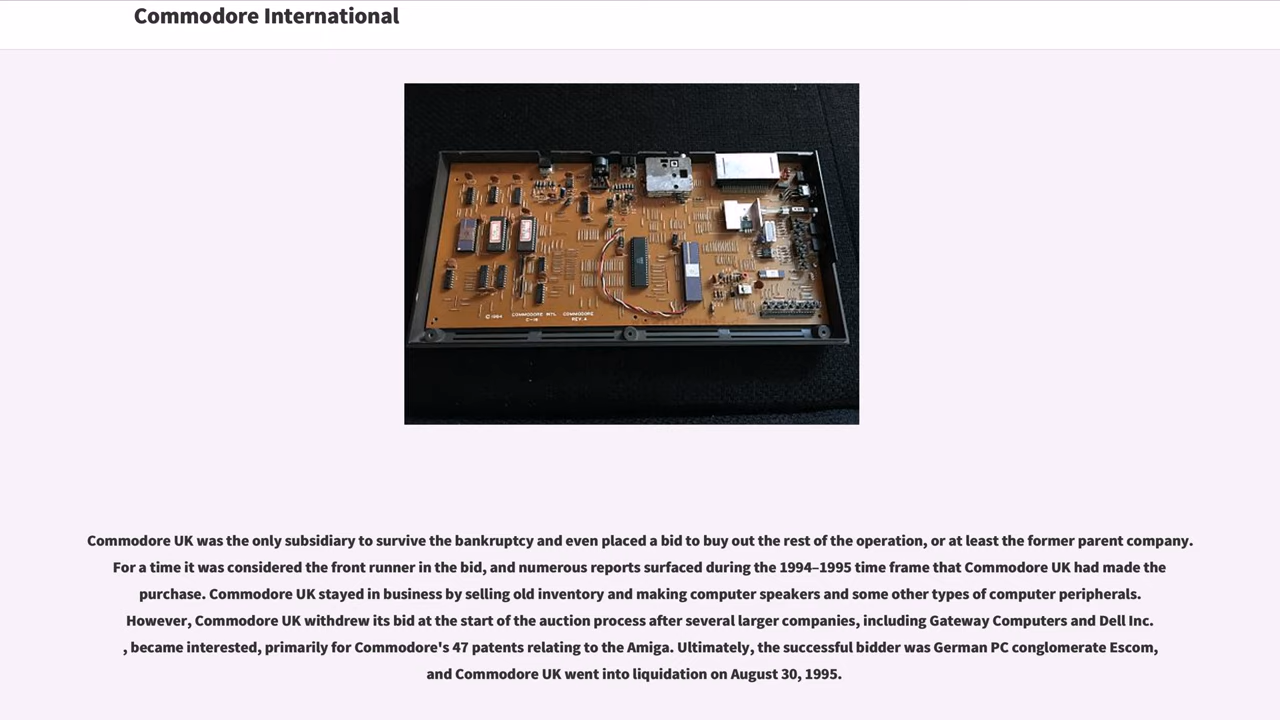 Commodore International
© 1984 COMMODORE INT'L COMMODORE
C-16 REV. A
Commodore UK was the only subsidiary to survive the bankruptcy and even placed a bid to buy out the rest of the operation, or at least the former parent company.
For a time it was considered the front runner in the bid, and numerous reports surfaced during the 1994–1995 time frame that Commodore UK had made the
purchase. Commodore UK stayed in business by selling old inventory and making computer speakers and some other types of computer peripherals.
However, Commodore UK withdrew its bid at the start of the auction process after several larger companies, including Gateway Computers and Dell Inc.
, became interested, primarily for Commodore's 47 patents relating to the Amiga. Ultimately, the successful bidder was German PC conglomerate Escom,
and Commodore UK went into liquidation on August 30, 1995.